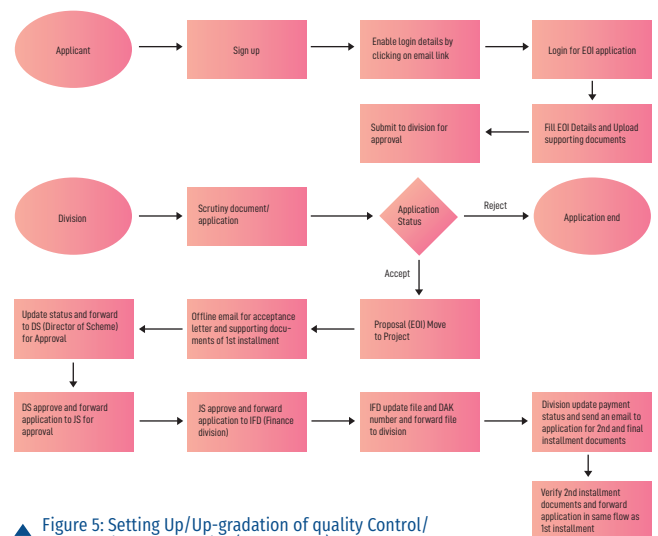 Applicant
Sign up
Enable login details by
clicking on email link
Login for EOI application
Submit to division for
approval
Fill EOI Details and Upload
supporting documents
Division
Scrutiny document/
application
Application
Status
Reject
Application end
Accept
Update status and forward
to DS (Director of Scheme)
for Approval
Offline email for acceptance
letter and supporting docu-
ments of 1st installment
Proposal (EOI) Move
to Project
DS approve and forward
application to JS for
approval
JS approve and forward
application to IFD (Finance
division)
IFD update file and DAK
number and forward file
to division
Division update payment
status and send an email to
application for 2nd and final
installment documents
Verify 2nd installment
documents and forward
application in same flow as
1st installment
Figure 5: Setting Up/Up-gradation of quality Control/